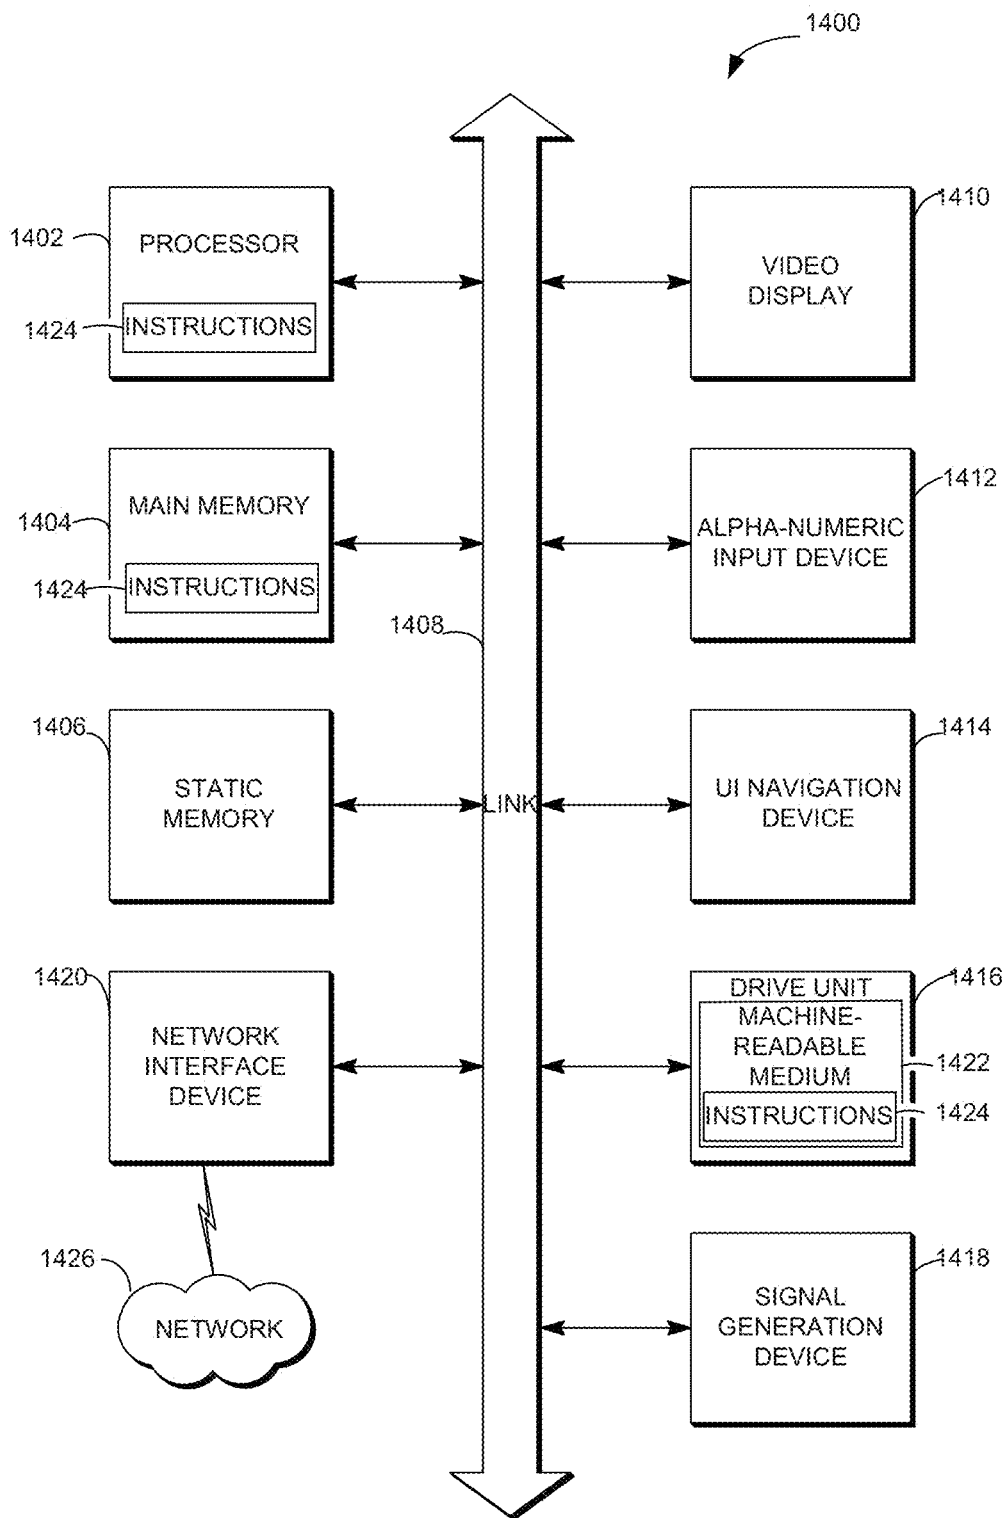 1400
1402
PROCESSOR
1424
INSTRUCTIONS
1410
VIDEO
DISPLAY
1404
MAIN MEMORY
1424
INSTRUCTIONS
1412
ALPHA-NUMERIC
INPUT DEVICE
1408
LINK
1406
STATIC
MEMORY
1414
UI NAVIGATION
DEVICE
1420
NETWORK
INTERFACE
DEVICE
1416
DRIVE UNIT
MACHINE-
READABLE
MEDIUM
1422
INSTRUCTIONS
1424
1426
NETWORK
1418
SIGNAL
GENERATION
DEVICE